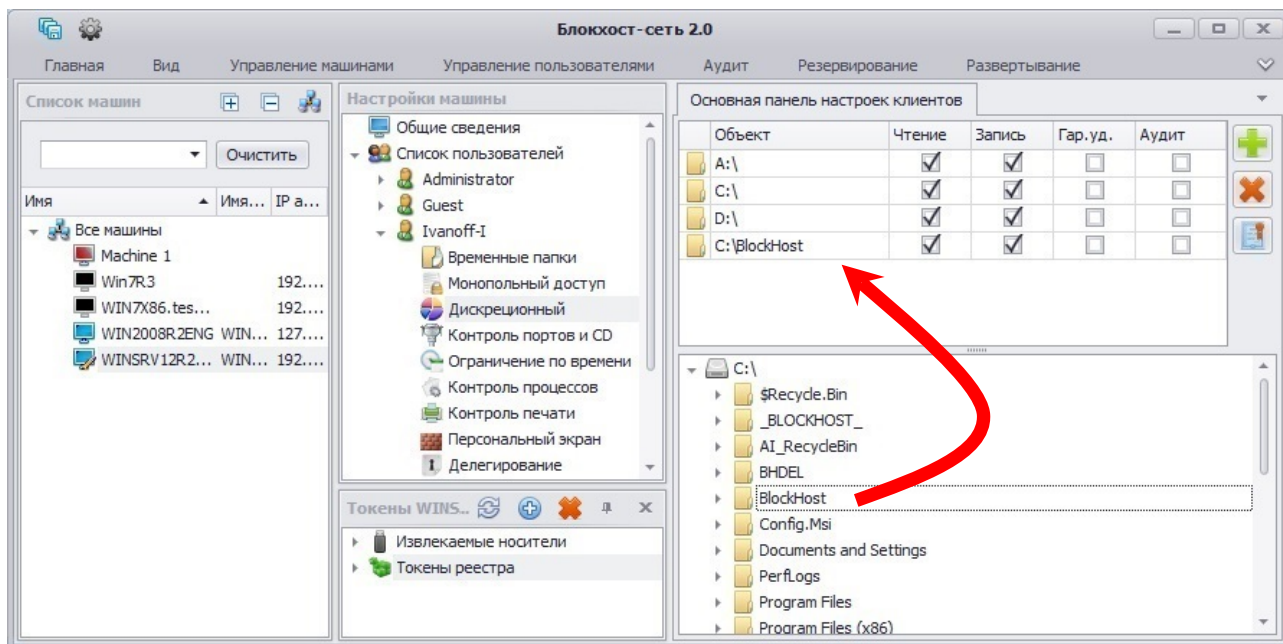 Блокхост-сеть 2.0
Главная Вид Управление машинами Управление пользователями Аудит Резервирование Развертывание
Список машин
Очистить
Имя Имя... IP а...
Все машины
Machine 1
Win7R3 192....
WIN7X86.tes... 192....
WIN2008R2ENG WIN... 127....
WINSRV12R2... WIN... 192....
Настройки машины
Общие сведения
Список пользователей
Administrator
Guest
Ivanoff-I
Временные папки
Монопольный доступ
Дискреционный
Контроль портов и CD
Ограничение по времени
Контроль процессов
Контроль печати
Персональный экран
Делегирование
Токены WINS..
Извлекаемые носители
Токены реестра
Основная панель настроек клиентов
Объект Чтение Запись Гар.уд. Аудит
A:\
C:\
D:\
C:\BlockHost
C:\
$Recycle.Bin
_BLOCKHOST_
AI_RecycleBin
BHDEL
BlockHost
Config.Msi
Documents and Settings
PerfLogs
Program Files
Program Files (x86)